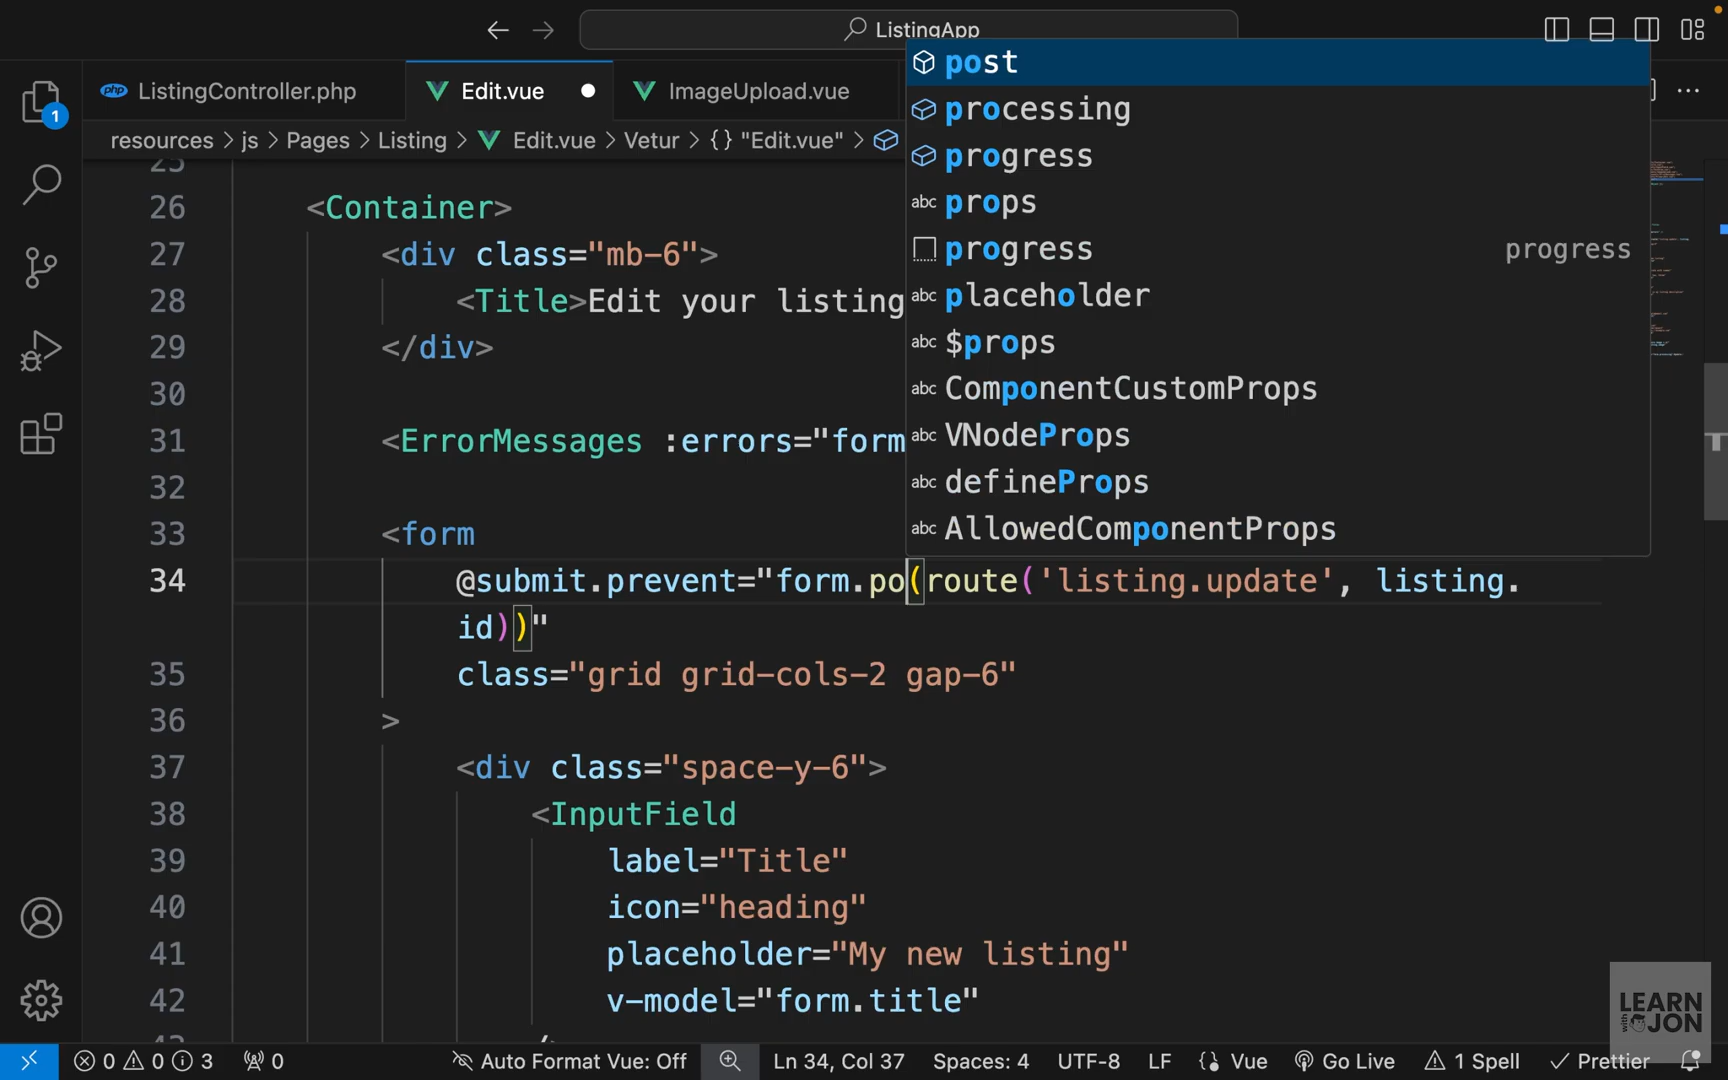 ListingApp
1
ListingController.php
Edit.vue
ImageUpload.vue
resources > js > Pages > Listing > Edit.vue > Vetur > {} "Edit.vue" >
post
processing
progress
props
progress progress
placeholder
$props
ComponentCustomProps
VNodeProps
defineProps
AllowedComponentProps
25
26 <Container>
27 <div class="mb-6">
28 <Title>Edit your listing
29 </div>
30
31 <ErrorMessages :errors="form
32
33 <form
34 @submit.prevent="form.po(route('listing.update', listing.
id))"
35 class="grid grid-cols-2 gap-6"
36 >
37 <div class="space-y-6">
38 <InputField
39 label="Title"
40 icon="heading"
41 placeholder="My new listing"
42 v-model="form.title"
43 />
LEARN
with JON
0 0 3 0 Auto Format Vue: Off Ln 34, Col 37 Spaces: 4 UTF-8 LF {} Vue Go Live 1 Spell Prettier